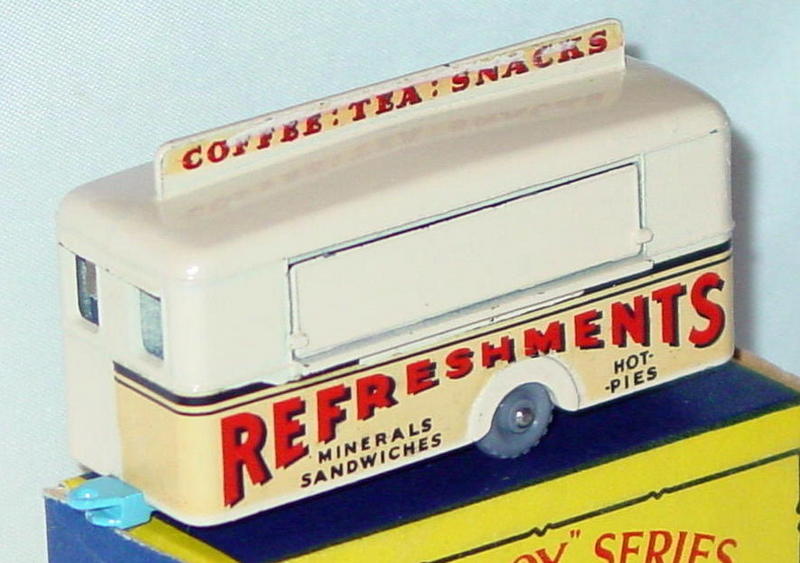 COFFEE : TEA : SNACKS
REFRESHMENTS
MINERALS
SANDWICHES
HOT-
-PIES
" SERIES